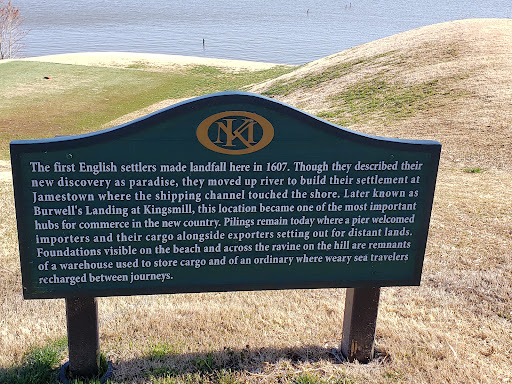 KM
The first English settlers made landfall here in 1607. Though they described their
new discovery as paradise, they moved up river to build their settlement at
Jamestown where the shipping channel touched the shore. Later known as
Burwell's Landing at Kingsmill, this location became one of the most important
hubs for commerce in the new country. Pilings remain today where a pier welcomed
importers and their cargo alongside exporters setting out for distant lands.
Foundations visible on the beach and across the ravine on the hill are remnants
of a warehouse used to store cargo and of an ordinary where weary sea travelers
recharged between journeys.